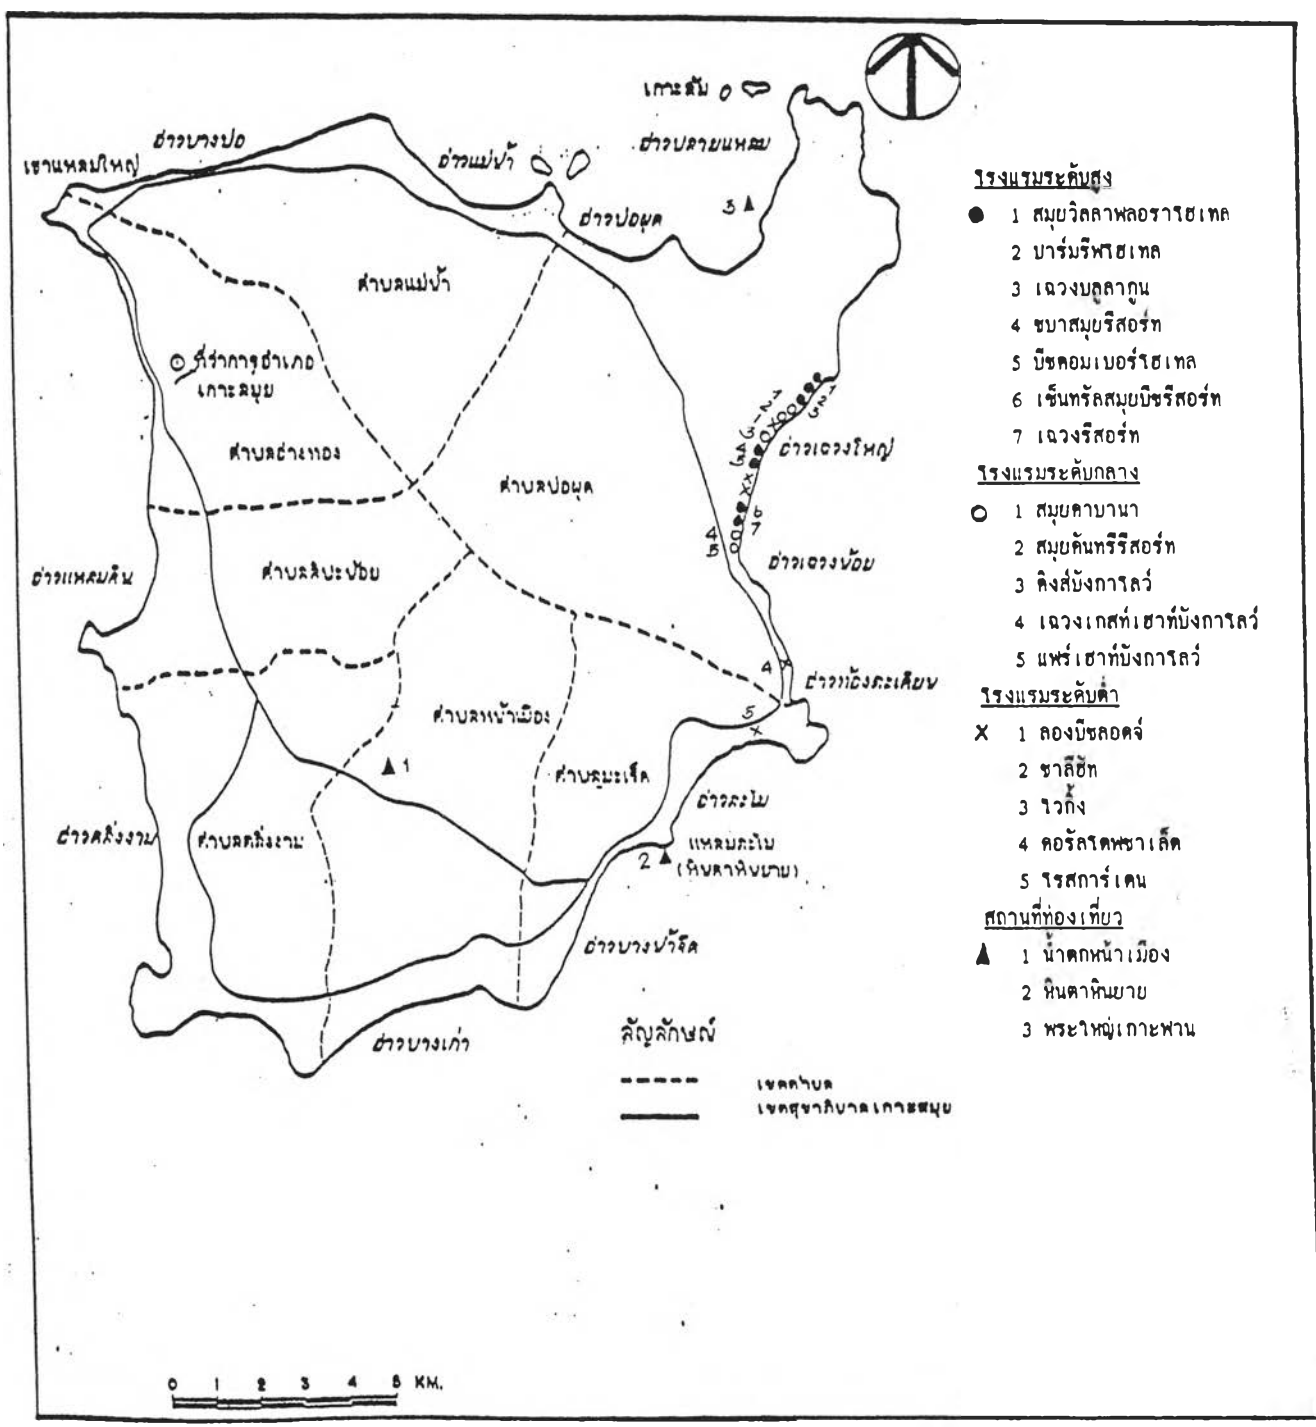 เกาะส้ม
อ่าวบางปอ
อ่าวแม่น้ำ
อ่าวปลายแหลม
เขาแหลมใหญ่
อ่าวบ่อผุด
3
ตำบลแม่น้ำ
ที่ว่าการอำเภอ
เกาะสมุย
ตำบลอ่างทอง
ตำบลบ่อผุด
อ่าวเฉวงใหญ่
6
7
4
5
อ่าวเฉวงน้อย
อ่าวแหลมดิน
ตำบลลิปะน้อย
4
อ่าวท้องตะเคียน
5
ตำบลหน้าเมือง
1
ตำบลมะเร็ต
อ่าวละไม
อ่าวตลิ่งงาม
ตำบลตลิ่งงาม
2
แหลมละไม
(หินตาหินยาย)
อ่าวบางน้ำจืด
อ่าวบางเก่า
สัญลักษณ์
เขตตำบล
เขตสุขาภิบาลเกาะสมุย
0 1 2 3 4 5 KM.
โรงแรมระดับสูง
1 สมุยวิลลาฟลอราโฮเทล
2 ปาร์มรีฟโฮเทล
3 เฉวงบลูลากูน
4 ชบาสมุยรีสอร์ท
5 บีชคอมเบอร์โฮเทล
6 เซ็นทรัลสมุยบีชรีสอร์ท
7 เฉวงรีสอร์ท
โรงแรมระดับกลาง
1 สมุยคาบานา
2 สมุยคันทรีรีสอร์ท
3 คิงส์บังกาโลว์
4 เฉวงเกสท์เฮาท์บังกาโลว์
5 แฟร์เฮาท์บังกาโลว์
โรงแรมระดับต่ำ
X 1 ลองบีชลอดจ์
2 ชาลีฮัท
3 ไวกิ้ง
4 คอรัลโคฟชาเล็ต
5 โรสการ์เดน
สถานที่ท่องเที่ยว
1 น้ำตกหน้าเมือง
2 หินตาหินยาย
3 พระใหญ่เกาะฟาน